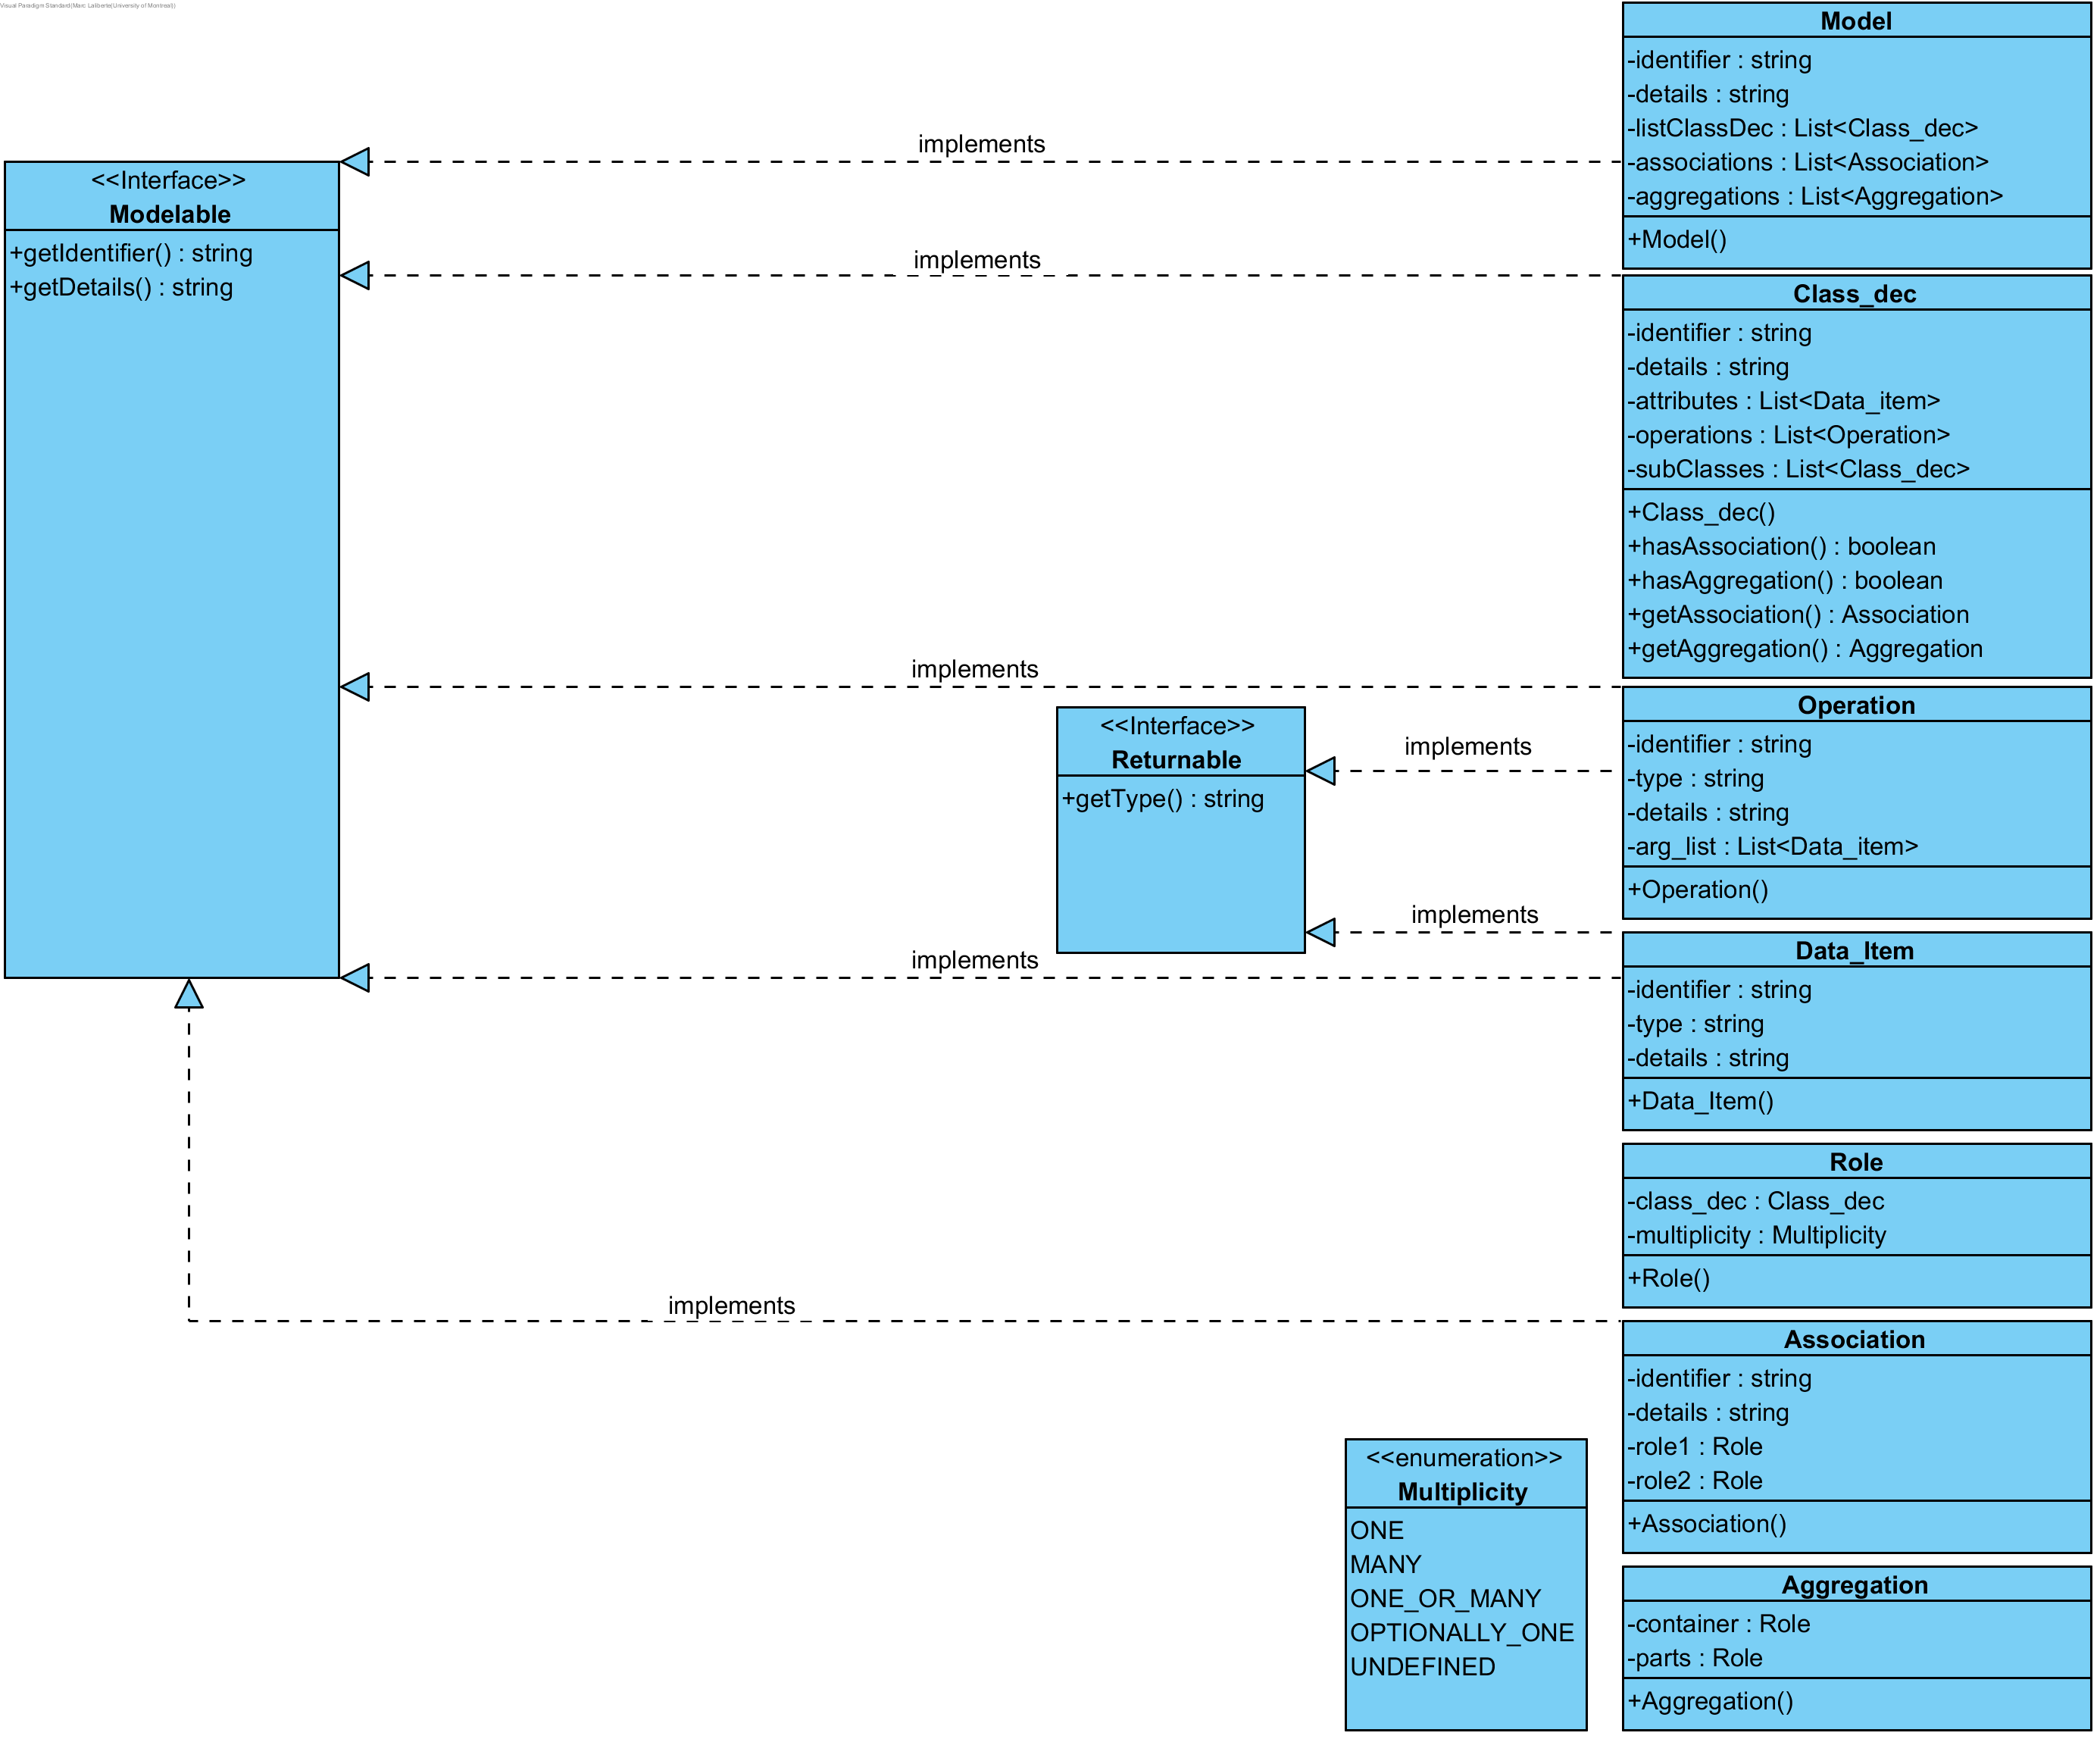 Visual Paradigm Standard(Marc Laliberte(University of Montreal))
<<Interface>>
Modelable
+getIdentifier() : string
+getDetails() : string
implements
implements
implements
implements
implements
<<Interface>>
Returnable
+getType() : string
implements
implements
Model
-identifier : string
-details : string
-listClassDec : List<Class_dec>
-associations : List<Association>
-aggregations : List<Aggregation>
+Model()
Class_dec
-identifier : string
-details : string
-attributes : List<Data_item>
-operations : List<Operation>
-subClasses : List<Class_dec>
+Class_dec()
+hasAssociation() : boolean
+hasAggregation() : boolean
+getAssociation() : Association
+getAggregation() : Aggregation
Operation
-identifier : string
-type : string
-details : string
-arg_list : List<Data_item>
+Operation()
Data_Item
-identifier : string
-type : string
-details : string
+Data_Item()
Role
-class_dec : Class_dec
-multiplicity : Multiplicity
+Role()
Association
-identifier : string
-details : string
-role1 : Role
-role2 : Role
+Association()
<<enumeration>>
Multiplicity
ONE
MANY
ONE_OR_MANY
OPTIONALLY_ONE
UNDEFINED
Aggregation
-container : Role
-parts : Role
+Aggregation()